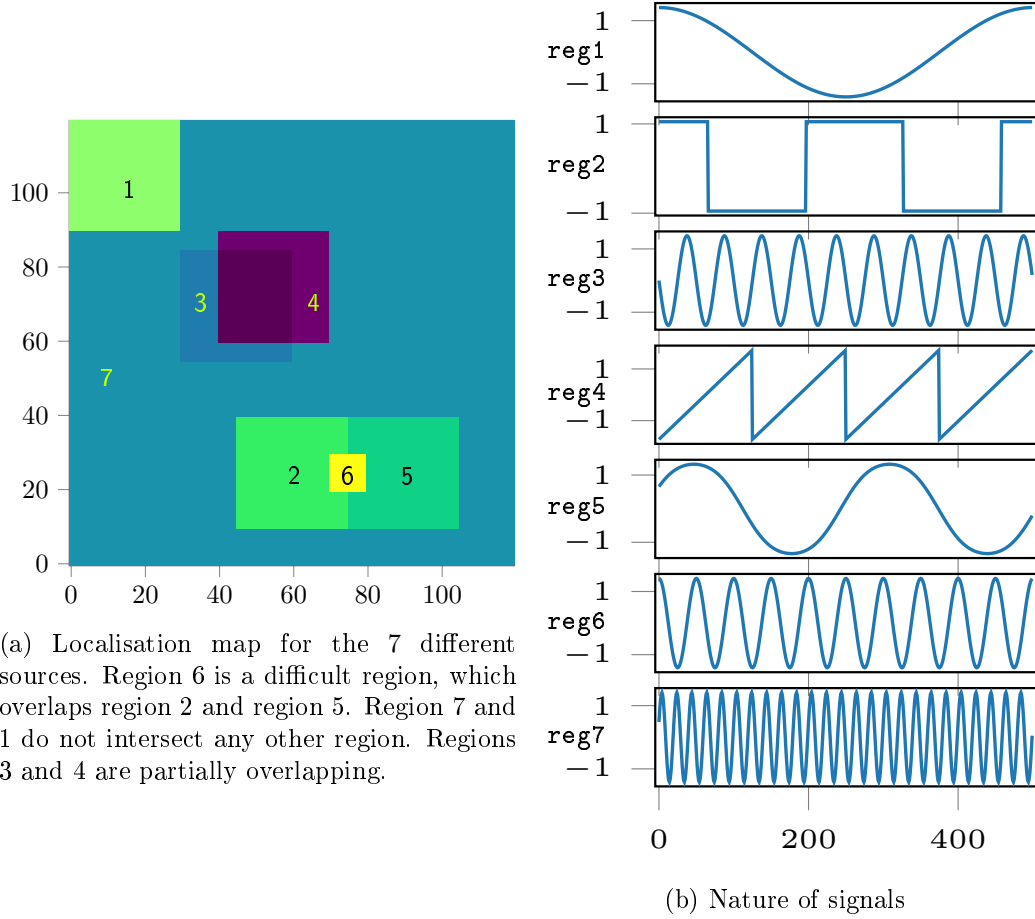 100
80
60
40
20
0
0 20 40 60 80 100
1
3
4
7
2
6
5
(a) Localisation map for the 7 different
sources. Region 6 is a difficult region, which
overlaps region 2 and region 5. Region 7 and
1 do not intersect any other region. Regions
3 and 4 are partially overlapping.
1
reg1
−1
1
reg2
−1
1
reg3
−1
1
reg4
−1
1
reg5
−1
1
reg6
−1
1
reg7
−1
0 200 400
(b) Nature of signals